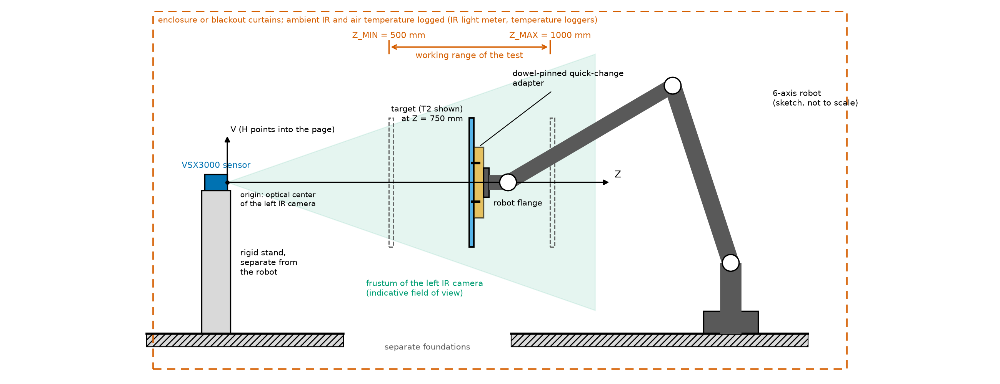 enclosure or blackout curtains; ambient IR and air temperature logged (IR light meter, temperature loggers)
Z_MIN = 500 mm
Z_MAX = 1000 mm
working range of the test
dowel-pinned quick-change
adapter
6-axis robot
(sketch, not to scale)
target (T2 shown)
at Z = 750 mm
V (H points into the page)
VSX3000 sensor
Z
origin: optical center
of the left IR camera
robot flange
rigid stand,
separate from
the robot
frustum of the left IR camera
(indicative field of view)
separate foundations